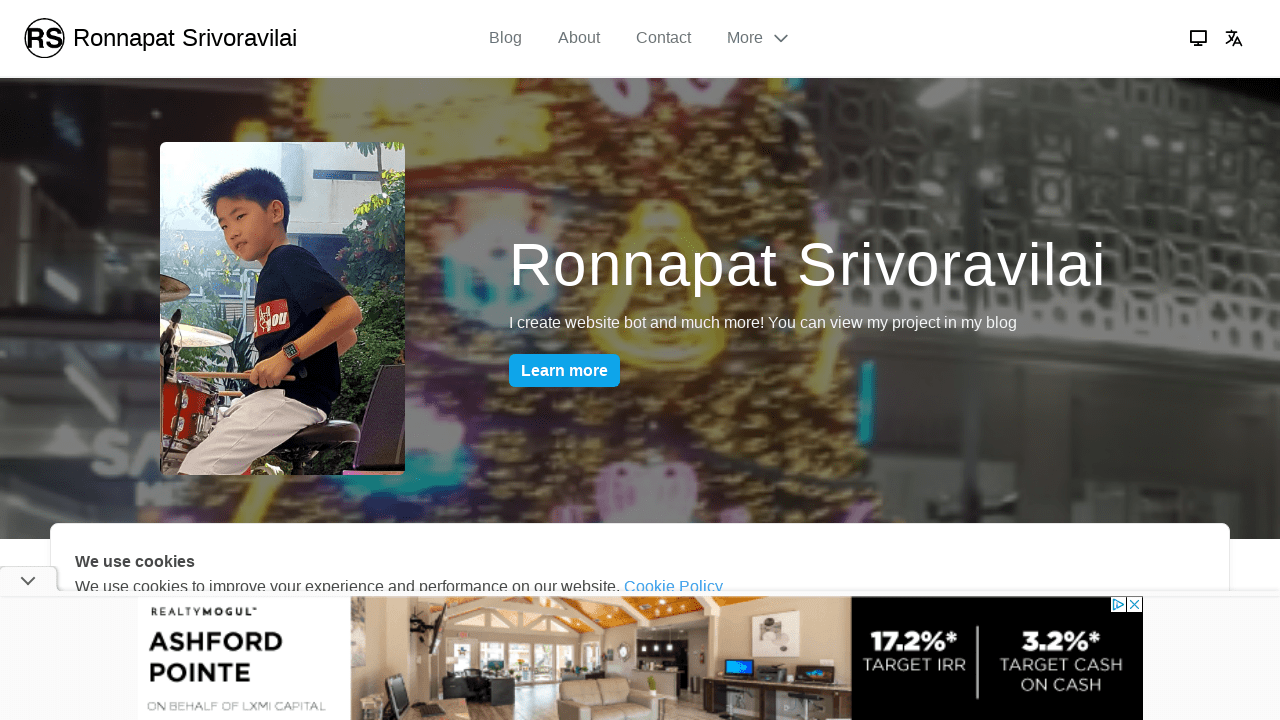 RS Ronnapat Srivoravilai
Blog About Contact More
Ronnapat Srivoravilai
I create website bot and much more! You can view my project in my blog
Learn more
We use cookies
We use cookies to improve your experience and performance on our website. Cookie Policy
REALTYMOGUL™
ASHFORD
POINTE
ON BEHALF OF LXMI CAPITAL
17.2%*
TARGET IRR
3.2%*
TARGET CASH
ON CASH